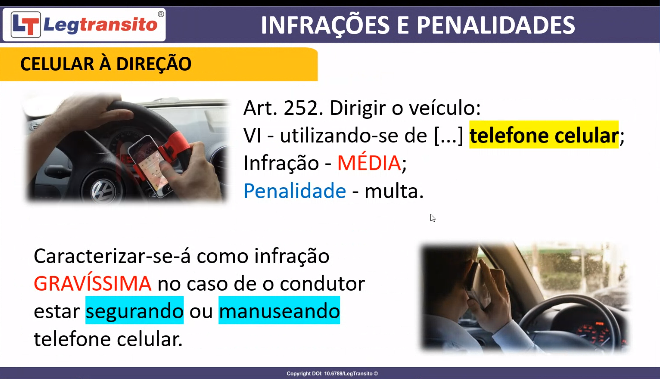 LT Legtransito®
INFRAÇÕES E PENALIDADES
CELULAR À DIREÇÃO
Art. 252. Dirigir o veículo:
VI - utilizando-se de [...] telefone celular;
Infração - MÉDIA;
Penalidade - multa.
Caracterizar-se-á como infração
GRAVÍSSIMA no caso de o condutor
estar segurando ou manuseando
telefone celular.
Copyright DOI 10.6789/LegTransito ©